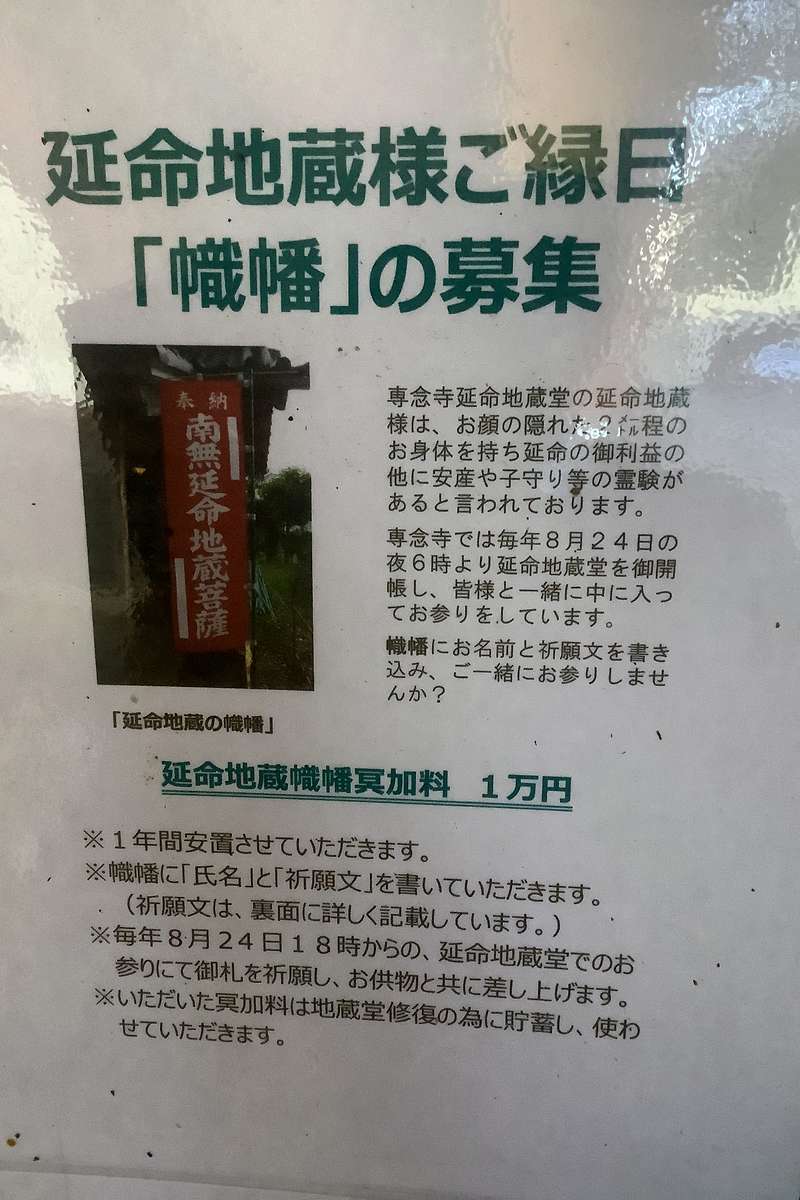 延命地蔵様ご縁日
「幟幡」の募集
奉納
南無延命地蔵菩薩
「延命地蔵の幟幡」
専念寺延命地蔵堂の延命地蔵
様は、お顔の隠れた２㍍程の
お身体を持ち延命の御利益の
他に安産や子守り等の霊験が
あると言われております。
専念寺では毎年８月２４日の
夜６時より延命地蔵堂を御開
帳し、皆様と一緒に中に入っ
てお参りをしています。
幟幡にお名前と祈願文を書き
込み、ご一緒にお参りしませ
んか？
延命地蔵幟幡冥加料　１万円
※１年間安置させていただきます。
※幟幡に「氏名」と「祈願文」を書いていただきます。
（祈願文は、裏面に詳しく記載しています。）
※毎年８月２４日１８時からの、延命地蔵堂でのお
参りにて御札を祈願し、お供物と共に差し上げます。
※いただいた冥加料は地蔵堂修復の為に貯蓄し、使わ
せていただきます。